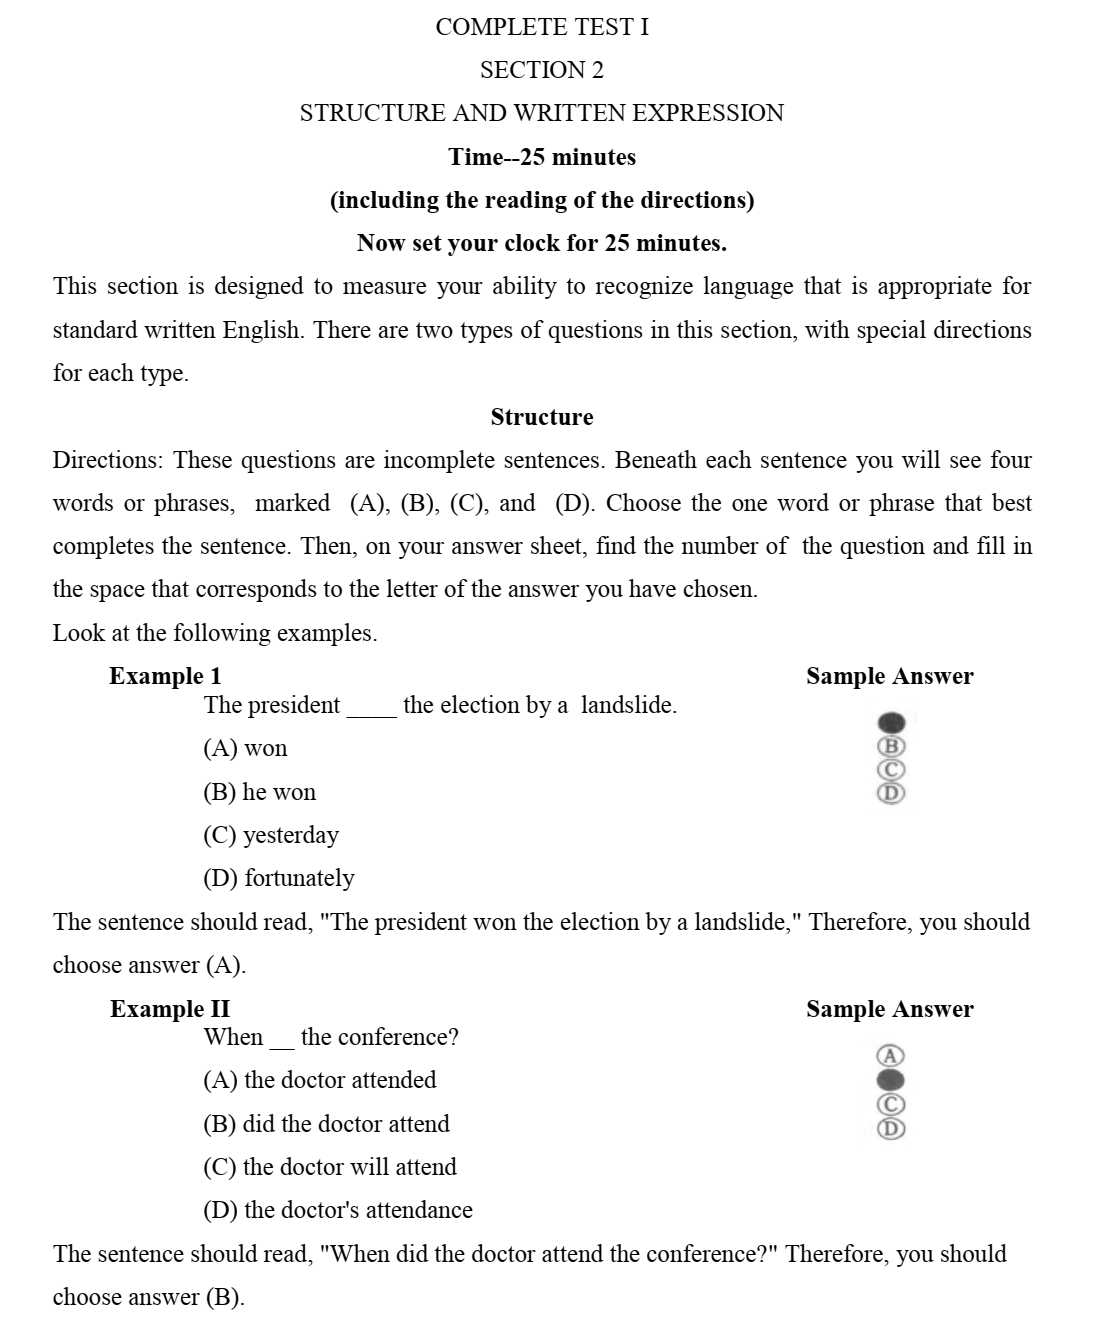 COMPLETE TEST I
SECTION 2
STRUCTURE AND WRITTEN EXPRESSION
Time--25 minutes
(including the reading of the directions)
Now set your clock for 25 minutes.
This section is designed to measure your ability to recognize language that is appropriate for
standard written English. There are two types of questions in this section, with special directions
for each type.
Structure
Directions: These questions are incomplete sentences. Beneath each sentence you will see four
words or phrases, marked (A), (B), (C), and (D). Choose the one word or phrase that best
completes the sentence. Then, on your answer sheet, find the number of the question and fill in
the space that corresponds to the letter of the answer you have chosen.
Look at the following examples.
Example 1 Sample Answer
The president ____ the election by a landslide.
(A) won
B
(B) he won
C
D
(C) yesterday
(D) fortunately
The sentence should read, "The president won the election by a landslide," Therefore, you should
choose answer (A).
Example II Sample Answer
When __ the conference?
A
(A) the doctor attended
(B) did the doctor attend
C
D
(C) the doctor will attend
(D) the doctor's attendance
The sentence should read, "When did the doctor attend the conference?" Therefore, you should
choose answer (B).